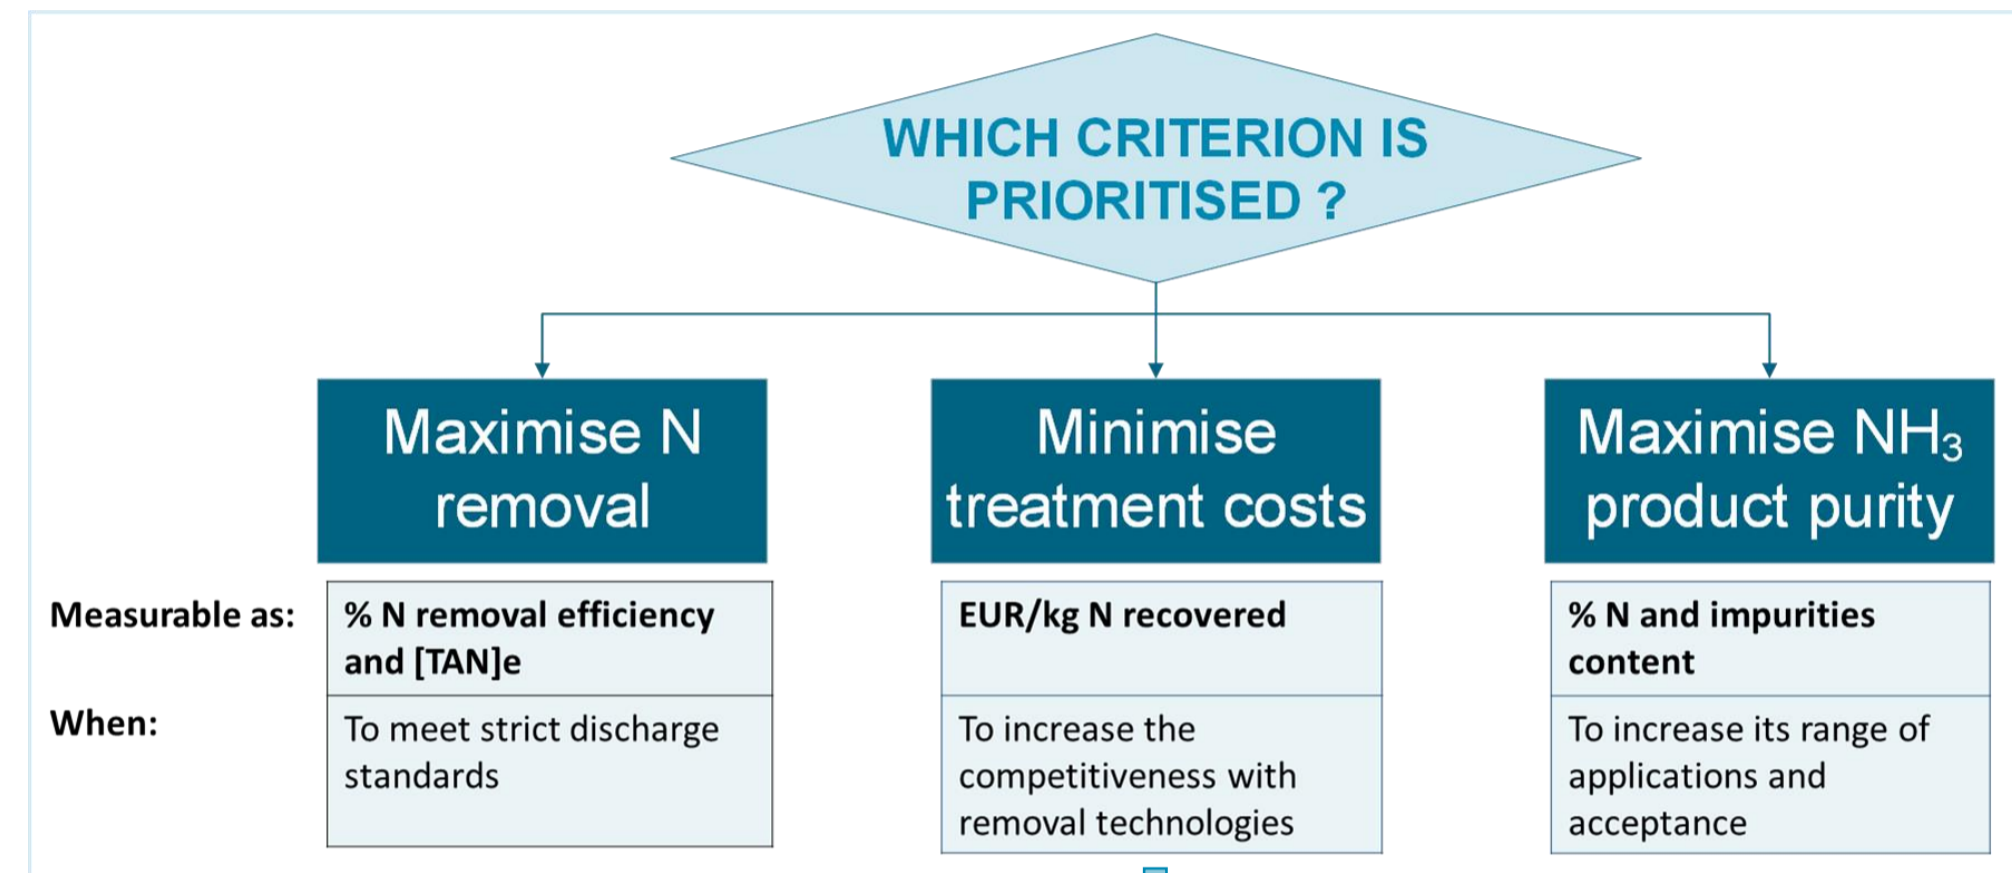 WHICH CRITERION IS
PRIORITISED ?
Maximise N
removal
Minimise
treatment costs
Maximise NH₃
product purity
Measurable as:
% N removal efficiency
and [TAN]e
EUR/kg N recovered
% N and impurities
content
When:
To meet strict discharge
standards
To increase the
competitiveness with
removal technologies
To increase its range of
applications and
acceptance